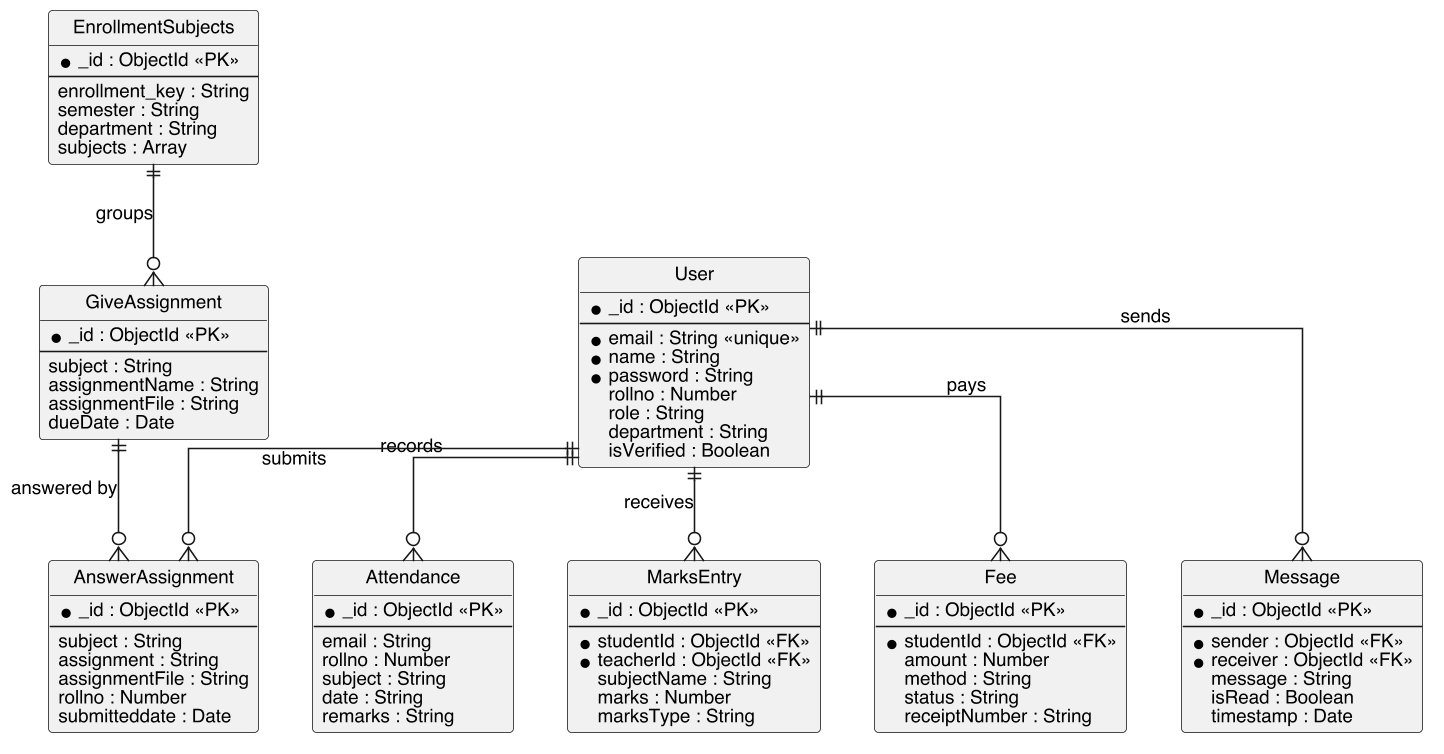 EnrollmentSubjects
_id : ObjectId «PK»
enrollment_key : String
semester : String
department : String
subjects : Array
groups
GiveAssignment
_id : ObjectId «PK»
subject : String
assignmentName : String
assignmentFile : String
dueDate : Date
User
_id : ObjectId «PK»
email : String «unique»
name : String
password : String
rollno : Number
role : String
department : String
isVerified : Boolean
sends
pays
records
submits
answered by
receives
AnswerAssignment
_id : ObjectId «PK»
subject : String
assignment : String
assignmentFile : String
rollno : Number
submitteddate : Date
Attendance
_id : ObjectId «PK»
email : String
rollno : Number
subject : String
date : String
remarks : String
MarksEntry
_id : ObjectId «PK»
studentId : ObjectId «FK»
teacherId : ObjectId «FK»
subjectName : String
marks : Number
marksType : String
Fee
_id : ObjectId «PK»
studentId : ObjectId «FK»
amount : Number
method : String
status : String
receiptNumber : String
Message
_id : ObjectId «PK»
sender : ObjectId «FK»
receiver : ObjectId «FK»
message : String
isRead : Boolean
timestamp : Date